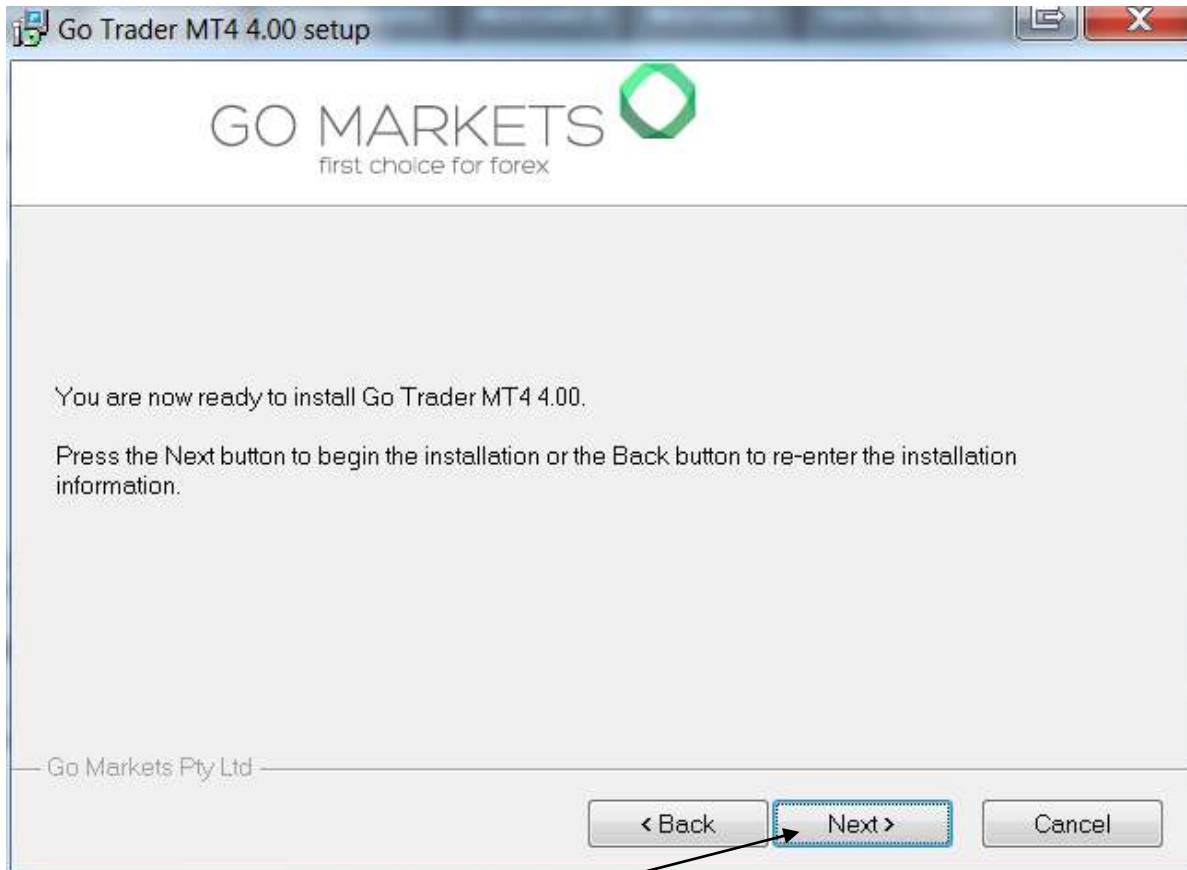 Go Trader MT4 4.00 setup
GO MARKETS
first choice for forex
You are now ready to install Go Trader MT4 4.00.
Press the Next button to begin the installation or the Back button to re-enter the installation
information.
Go Markets Pty Ltd
< Back Next > Cancel